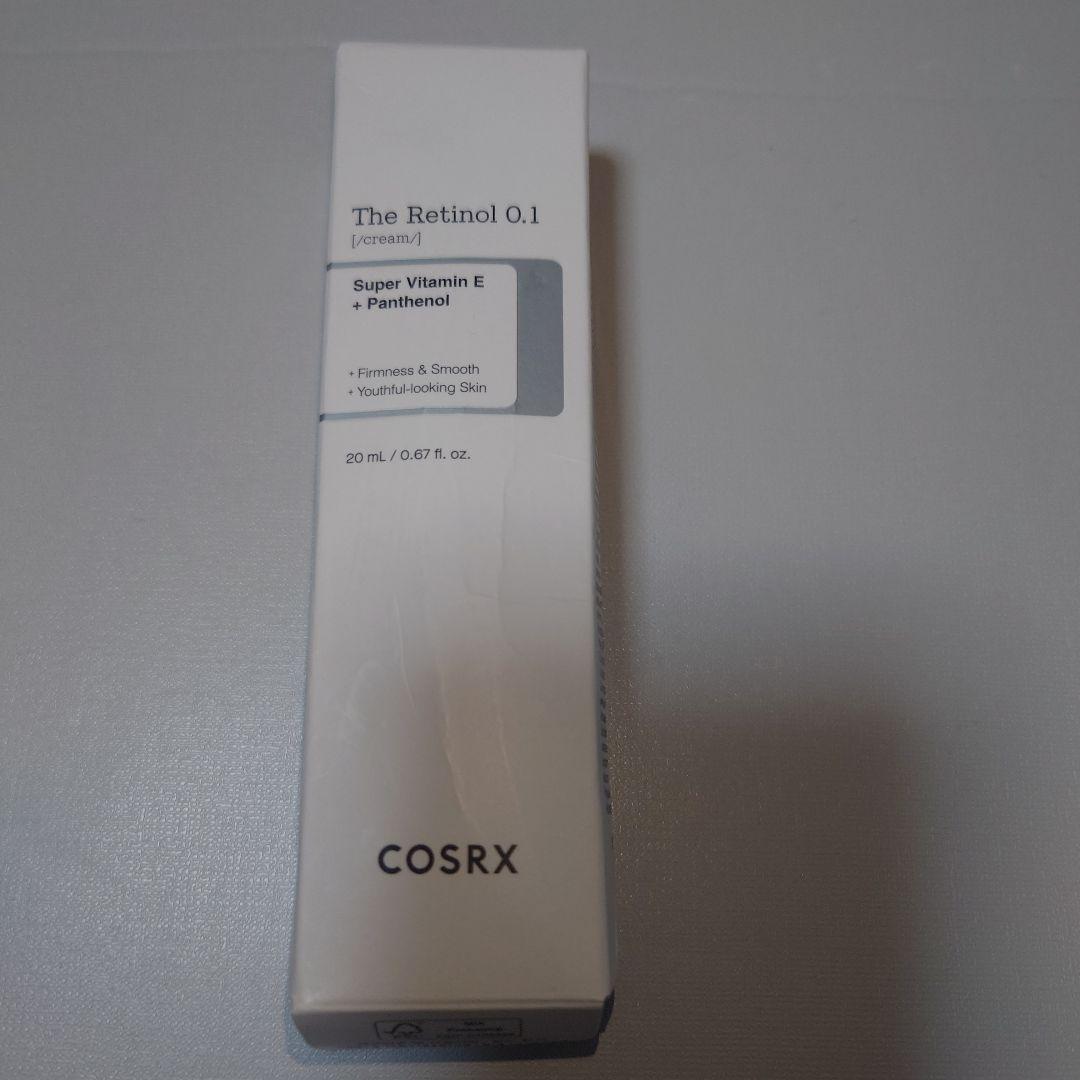 The Retinol 0.1
[/cream/]
Super Vitamin E
+ Panthenol
+ Firmness & Smooth
+ Youthful-looking Skin
20 mL / 0.67 fl. oz.
COSRX
MIX